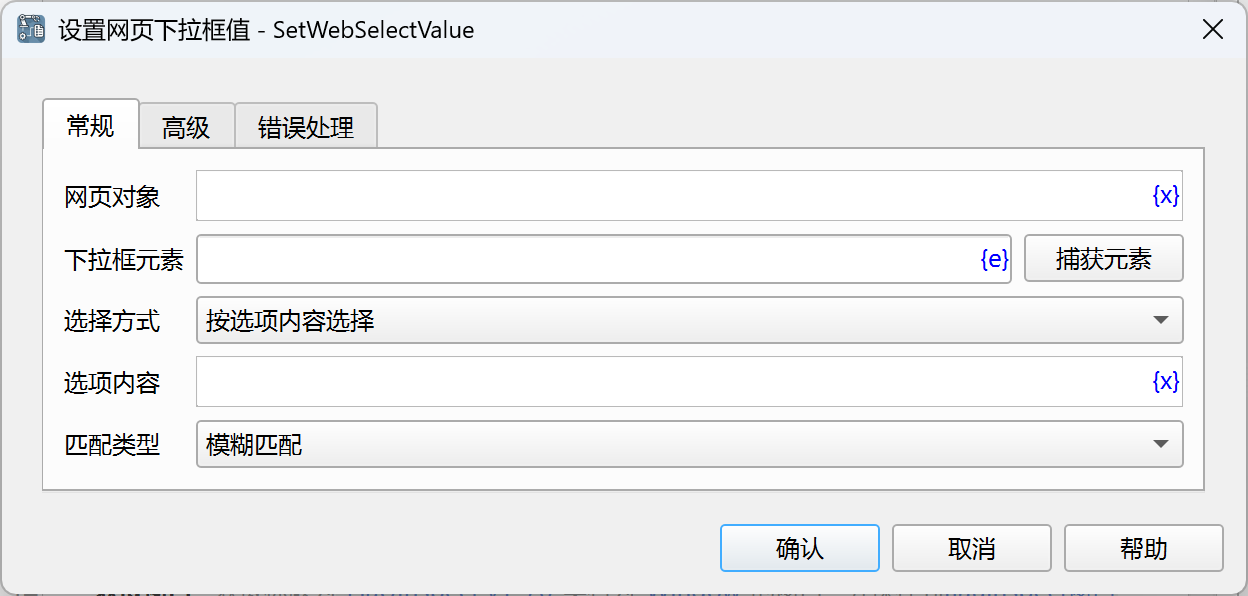 设置网页下拉框值 - SetWebSelectValue
常规 高级 错误处理
网页对象 {x}
下拉框元素 {e} 捕获元素
选择方式 按选项内容选择
选项内容 {x}
匹配类型 模糊匹配
确认 取消 帮助